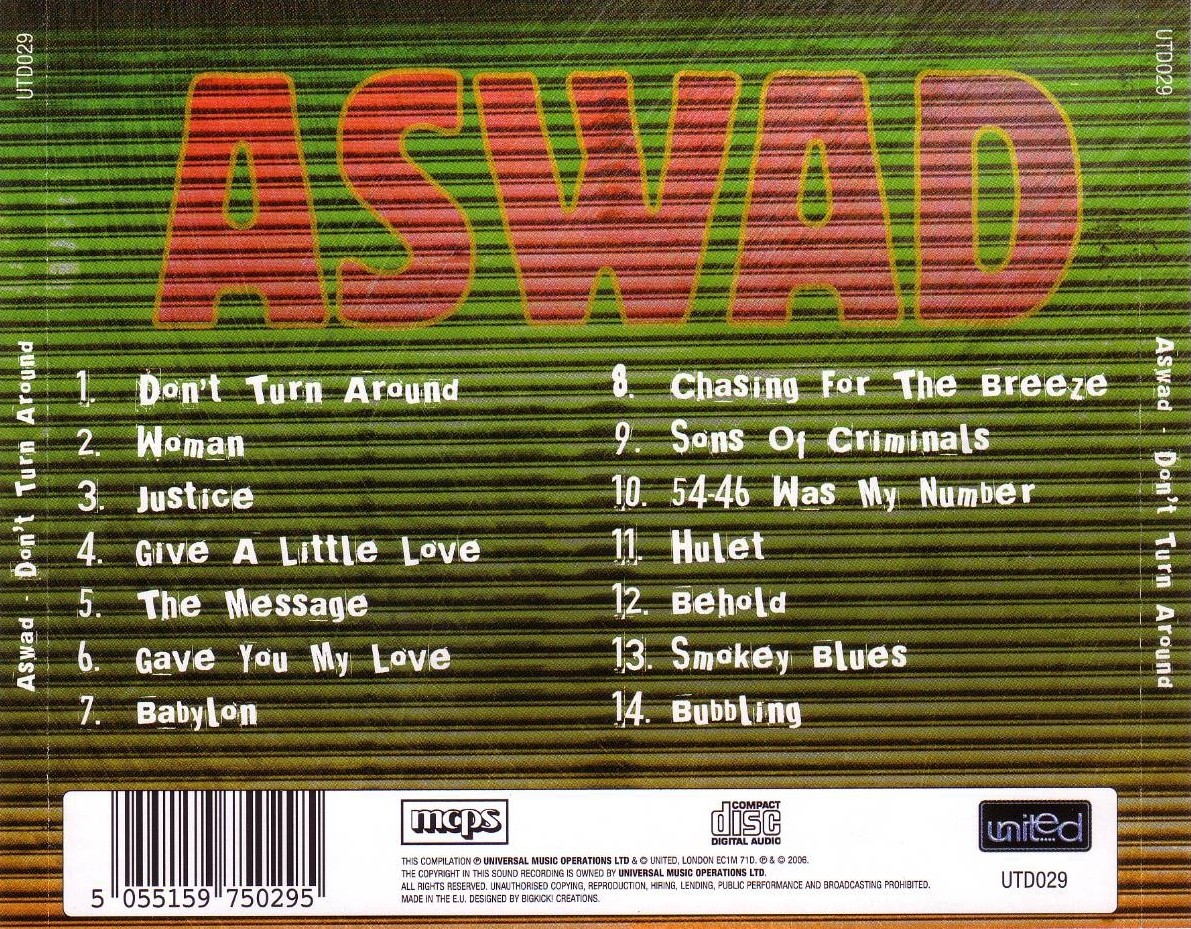 UTD029
UTD029
ASWAD
Aswad - Don't Turn Around
Aswad - Don't Turn Around
1. Don't Turn Around
2. Woman
3. Justice
4. Give A Little Love
5. The Message
6. Gave You My Love
7. Babylon
8. Chasing For The Breeze
9. Sons Of Criminals
10. 54-46 Was My Number
11. Hulet
12. Behold
13. Smokey Blues
14. Bubbling
5 055159 750295
mcps
COMPACT
disc
DIGITAL AUDIO
united
THIS COMPILATION ℗ UNIVERSAL MUSIC OPERATIONS LTD & © UNITED, LONDON EC1M 71D. ℗ & © 2006.
THE COPYRIGHT IN THIS SOUND RECORDING IS OWNED BY UNIVERSAL MUSIC OPERATIONS LTD.
ALL RIGHTS RESERVED. UNAUTHORISED COPYING, REPRODUCTION, HIRING, LENDING, PUBLIC PERFORMANCE AND BROADCASTING PROHIBITED.
MADE IN THE E.U. DESIGNED BY BIGKICKI CREATIONS.
UTD029